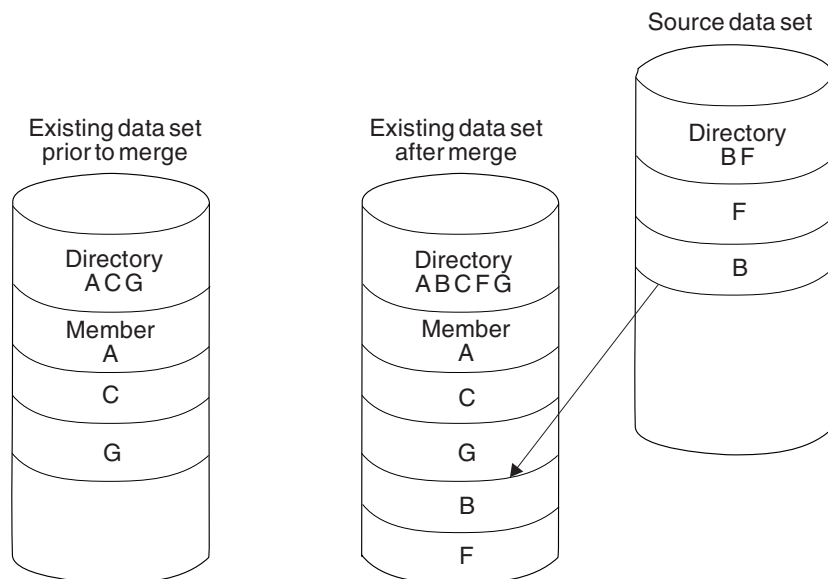 Source data set
Directory
B F
F
B
Existing data set
prior to merge
Directory
A C G
Member
A
C
G
Existing data set
after merge
Directory
A B C F G
Member
A
C
G
B
F